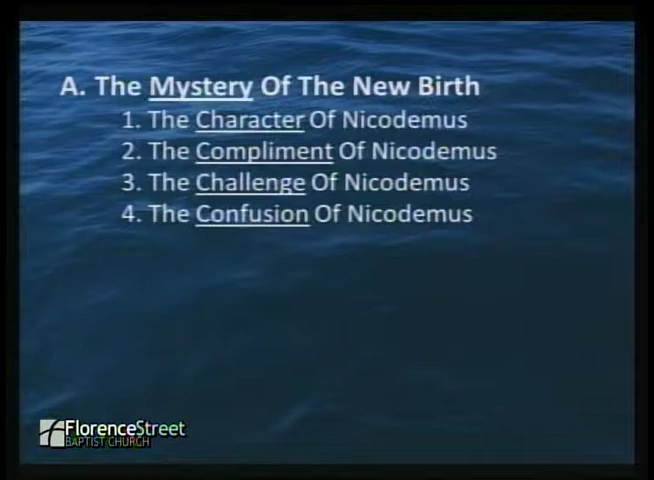 A. The Mystery Of The New Birth
1. The Character Of Nicodemus
2. The Compliment Of Nicodemus
3. The Challenge Of Nicodemus
4. The Confusion Of Nicodemus
FlorenceStreet
BAPTIST CHURCH